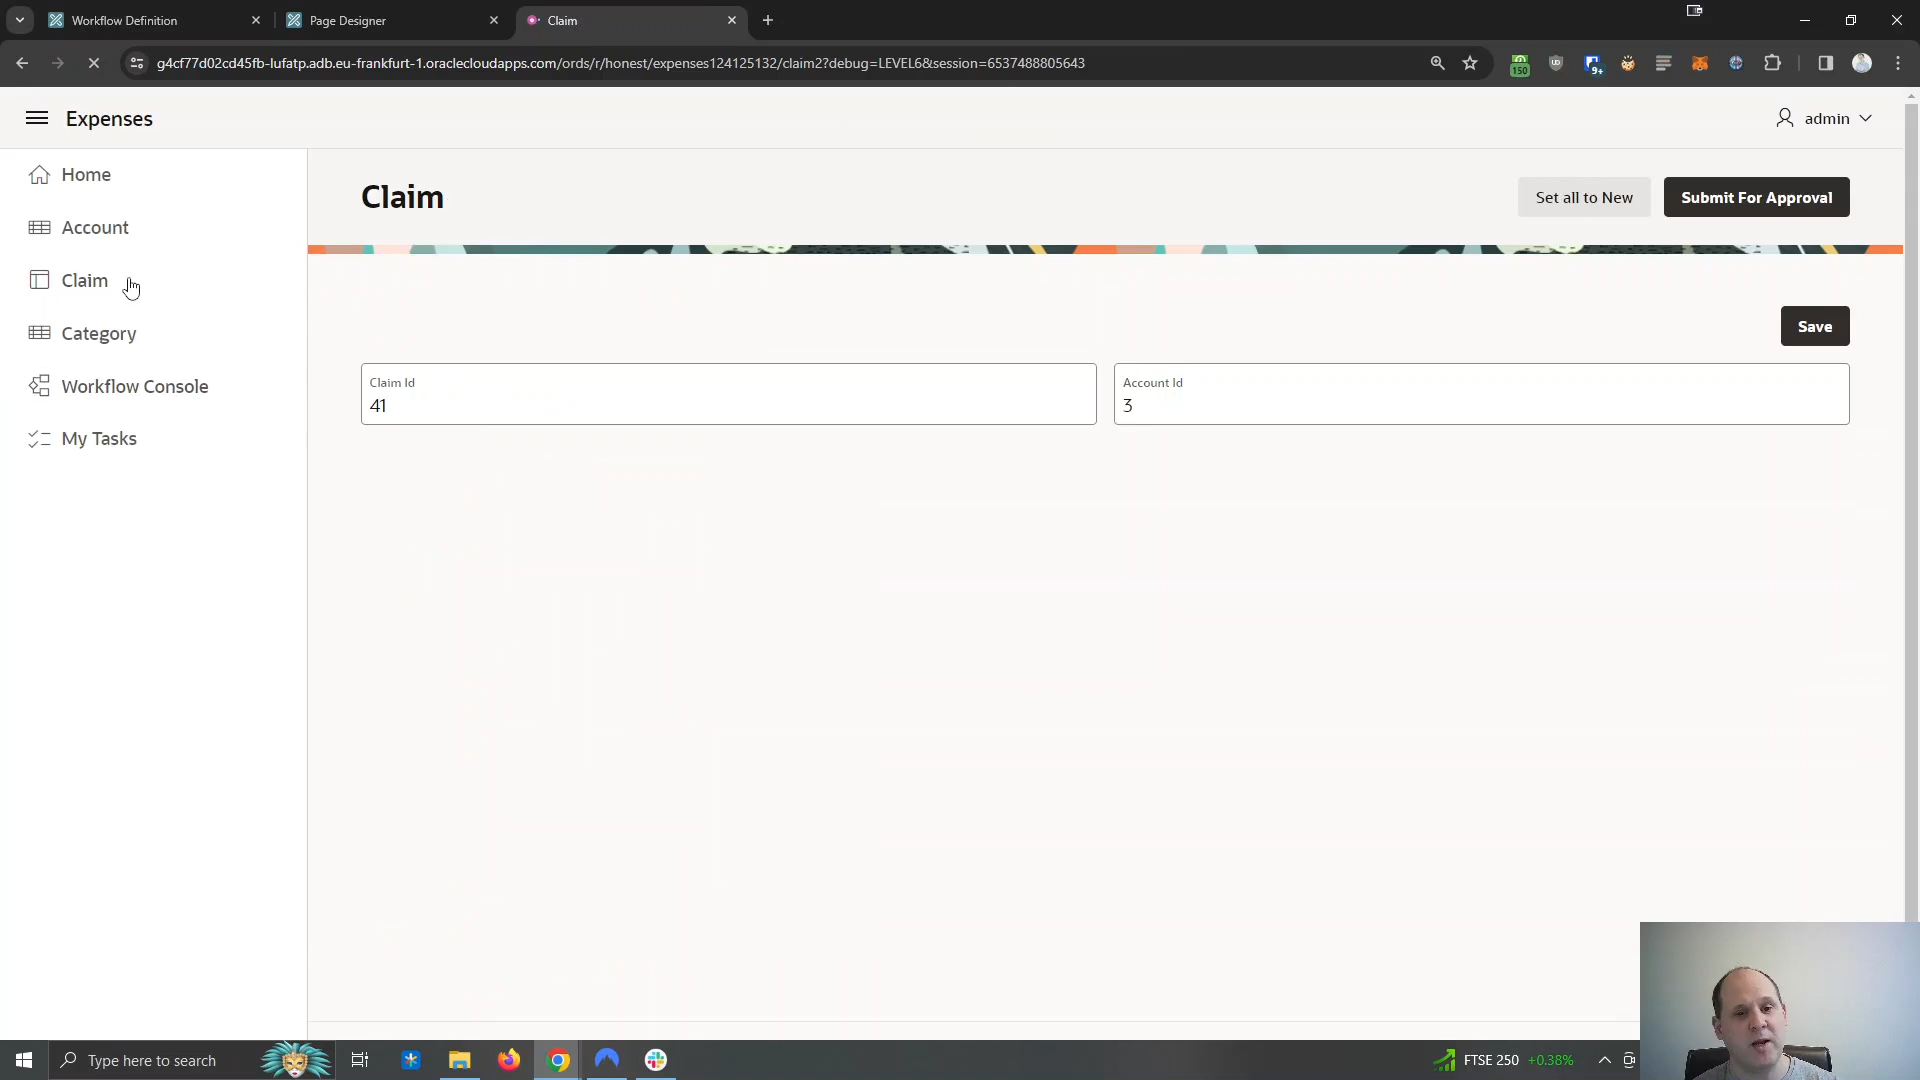 Workflow Definition
Page Designer
Claim
g4cf77d02cd45fb-lufatp.adb.eu-frankfurt-1.oraclecloudapps.com/ords/r/honest/expenses124125132/claim2?debug=LEVEL6&session=6537488805643
150
9+
Expenses
admin
Home
Account
Claim
Category
Workflow Console
My Tasks
Claim
Set all to New
Submit For Approval
Save
Claim Id
41
Account Id
3
Type here to search
FTSE 250 +0.38%